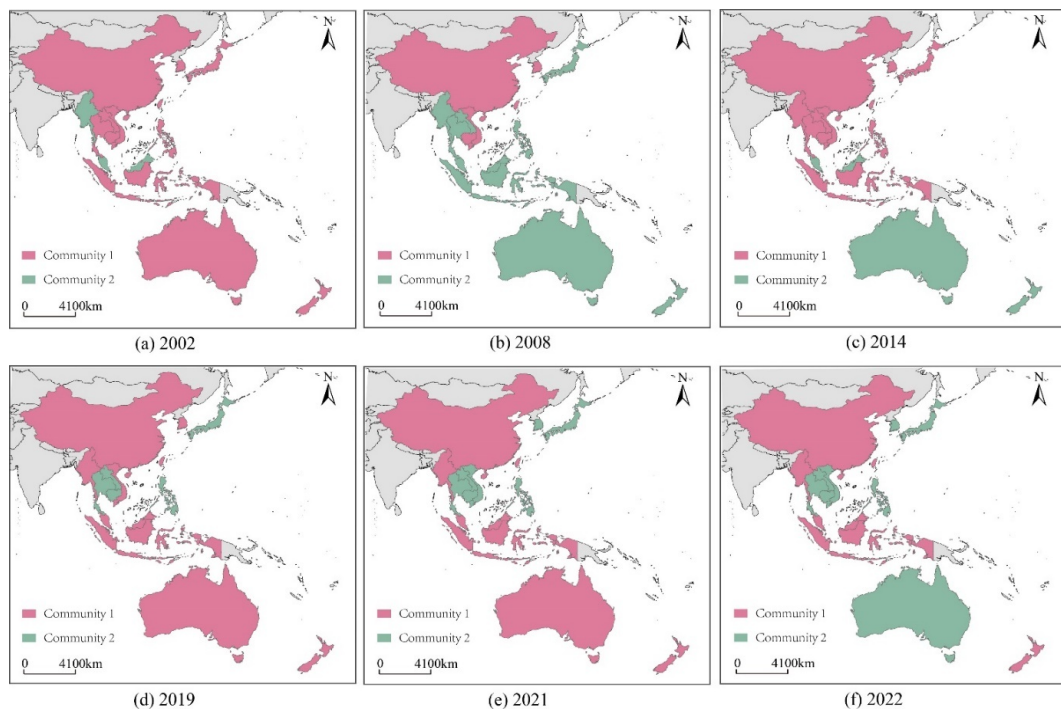 N
Community 1
Community 2
0 4100km
(a) 2002
N
Community 1
Community 2
0 4100km
(b) 2008
N
Community 1
Community 2
0 4100km
(c) 2014
N
Community 1
Community 2
0 4100km
(d) 2019
N
Community 1
Community 2
0 4100km
(e) 2021
N
Community 1
Community 2
0 4100km
(f) 2022